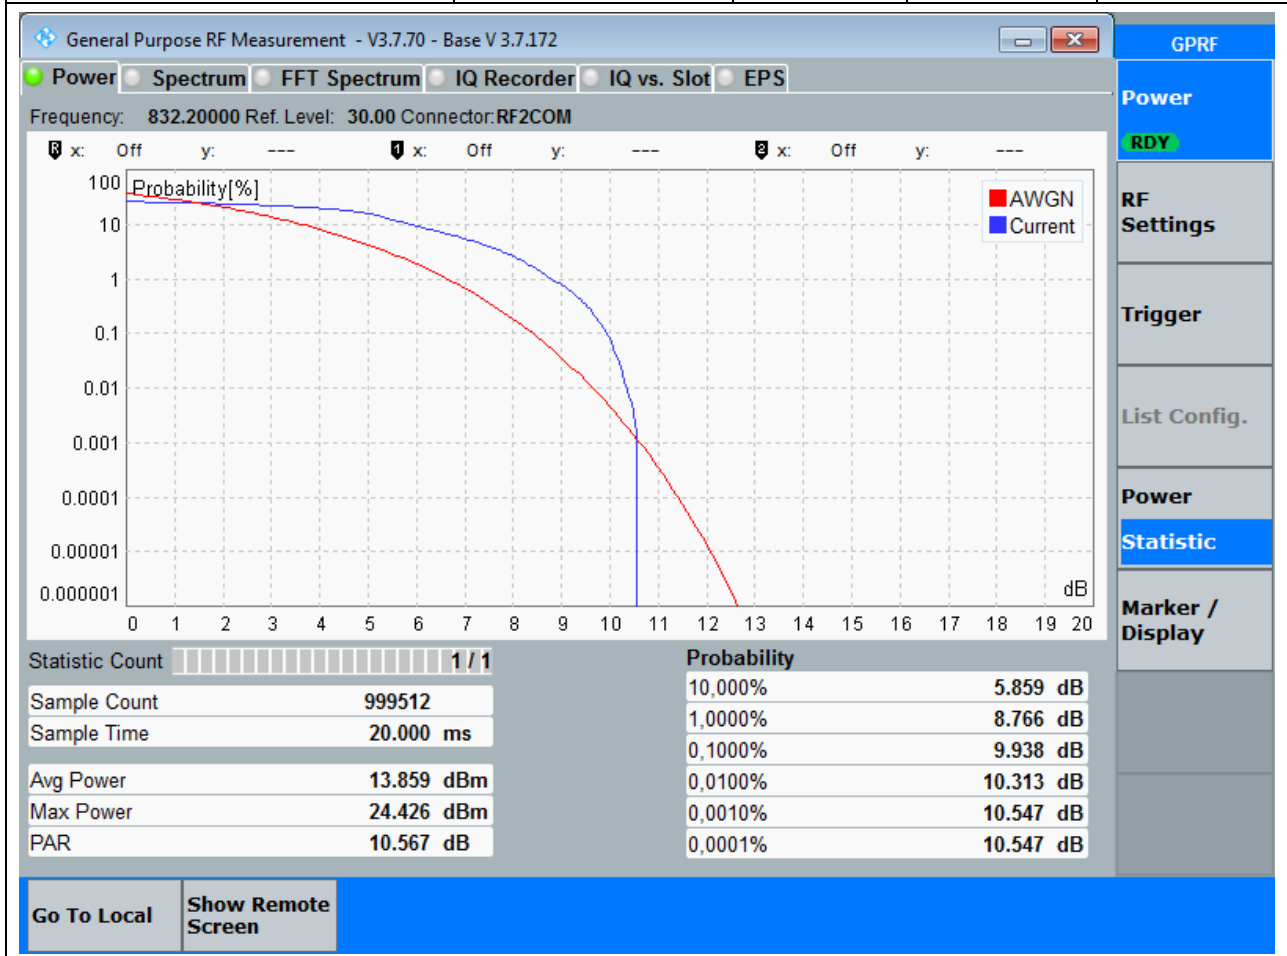 General Purpose RF Measurement - V3.7.70 - Base V 3.7.172
GPRF
Power Spectrum FFT Spectrum IQ Recorder IQ vs. Slot EPS
Frequency: 832.20000 Ref. Level: 30.00 Connector: RF2COM
R x: Off y: --- 1 x: Off y: --- 2 x: Off y: ---
Probability[%]
AWGN
Current
100
10
1
0.1
0.01
0.001
0.0001
0.00001
0.000001
dB
0 1 2 3 4 5 6 7 8 9 10 11 12 13 14 15 16 17 18 19 20
Statistic Count 1 / 1
Sample Count 999512
Sample Time 20.000 ms
Avg Power 13.859 dBm
Max Power 24.426 dBm
PAR 10.567 dB
Probability
10,000% 5.859 dB
1,0000% 8.766 dB
0,1000% 9.938 dB
0,0100% 10.313 dB
0,0010% 10.547 dB
0,0001% 10.547 dB
Power
RDY
RF
Settings
Trigger
List Config.
Power
Statistic
Marker /
Display
Go To Local
Show Remote
Screen